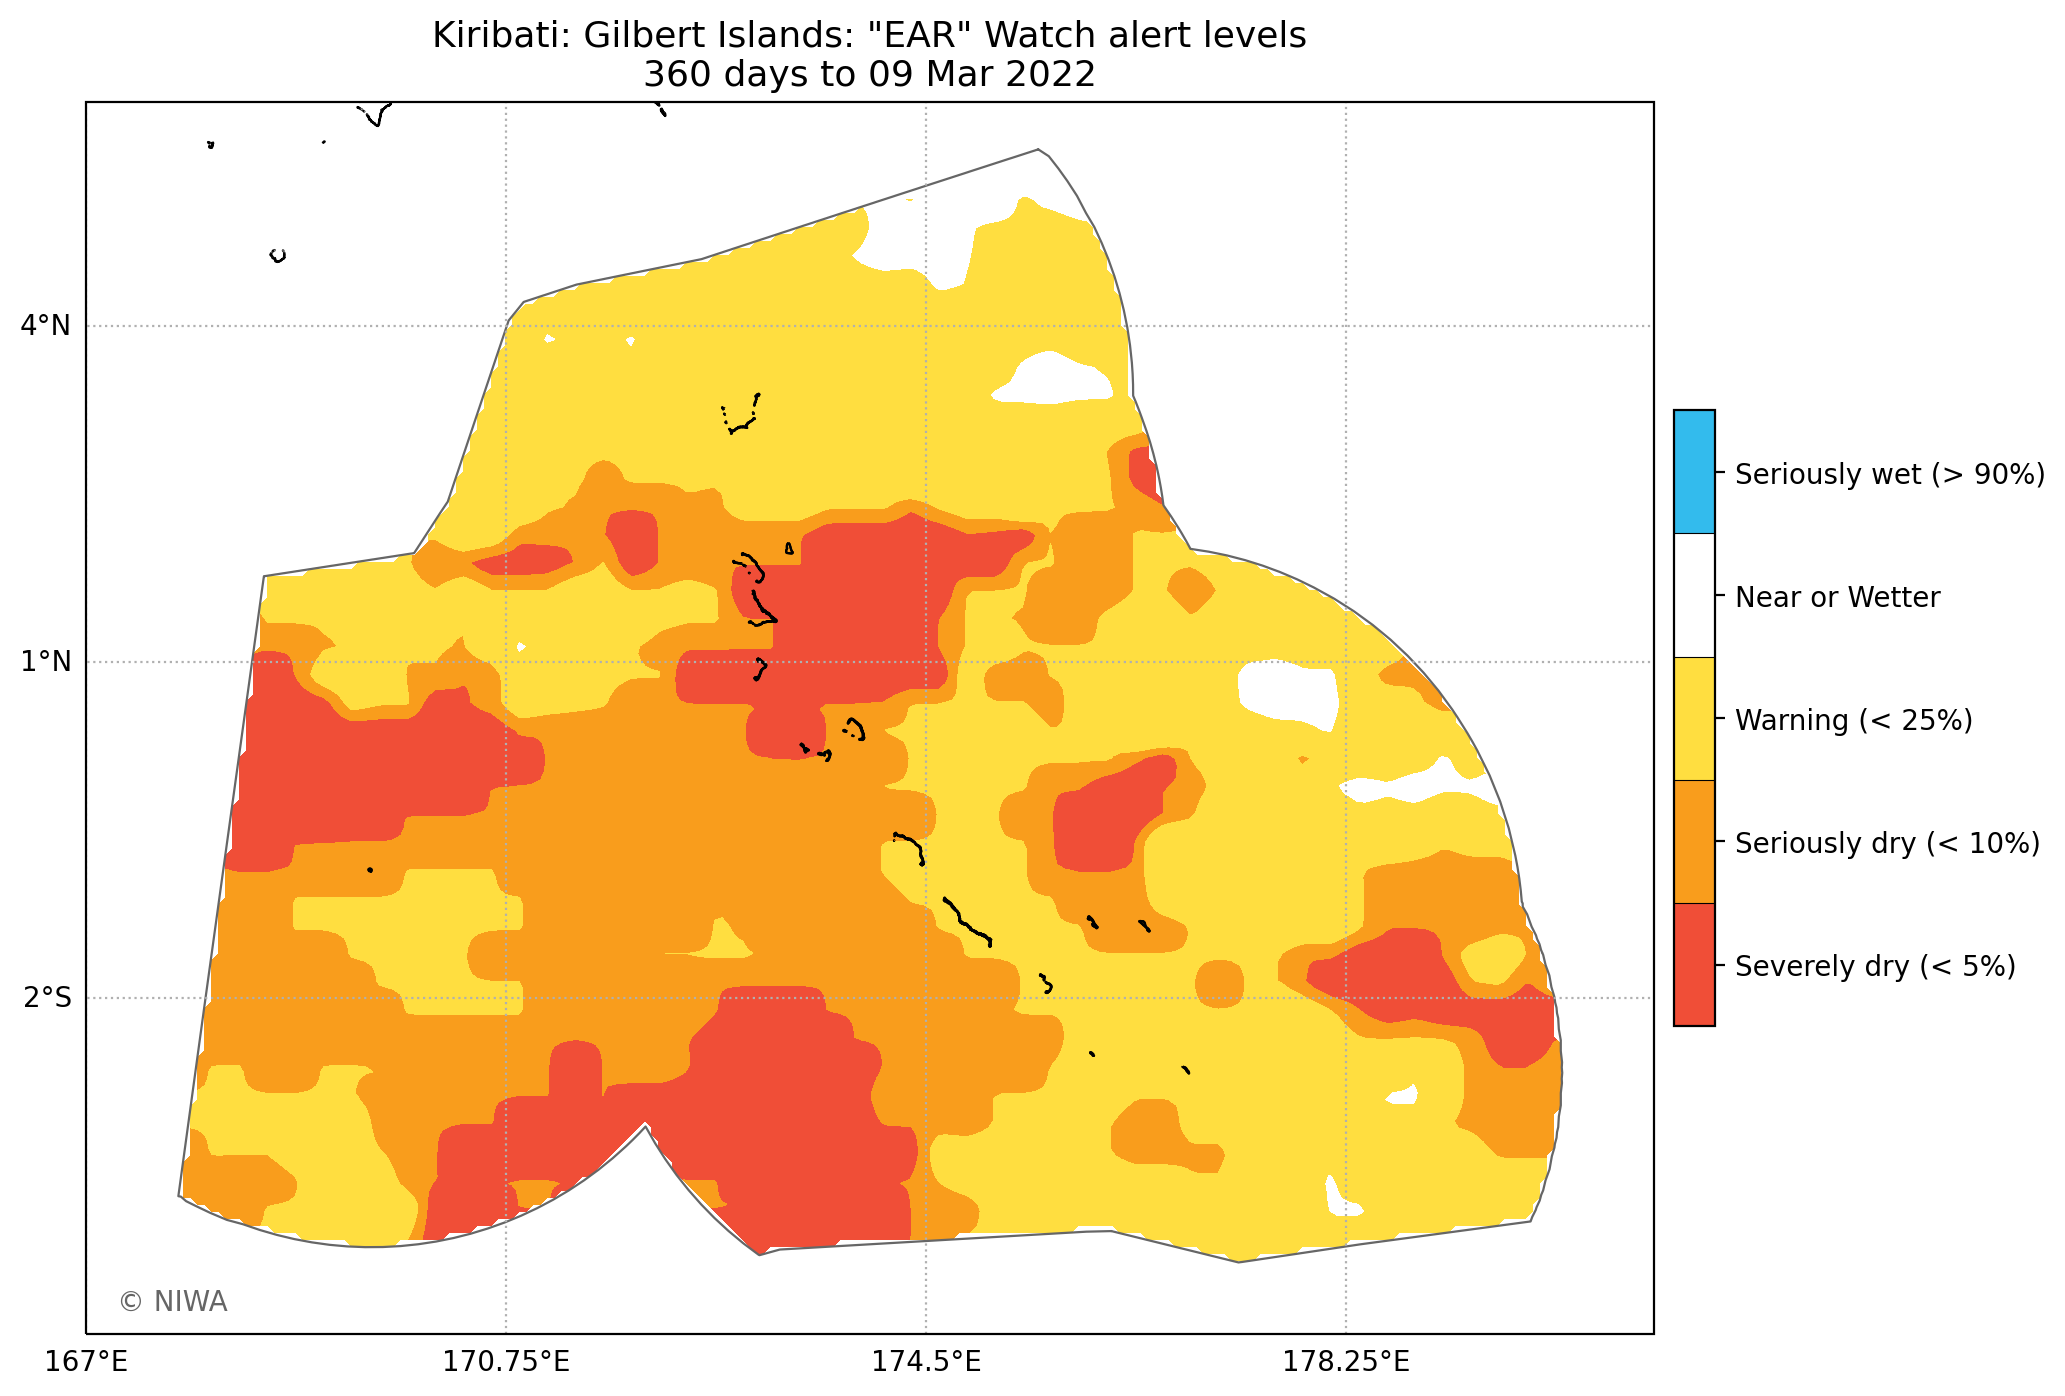 Kiribati: Gilbert Islands: "EAR" Watch alert levels
360 days to 09 Mar 2022
4°N
1°N
2°S
167°E
170.75°E
174.5°E
178.25°E
© NIWA
Seriously wet (> 90%)
Near or Wetter
Warning (< 25%)
Seriously dry (< 10%)
Severely dry (< 5%)